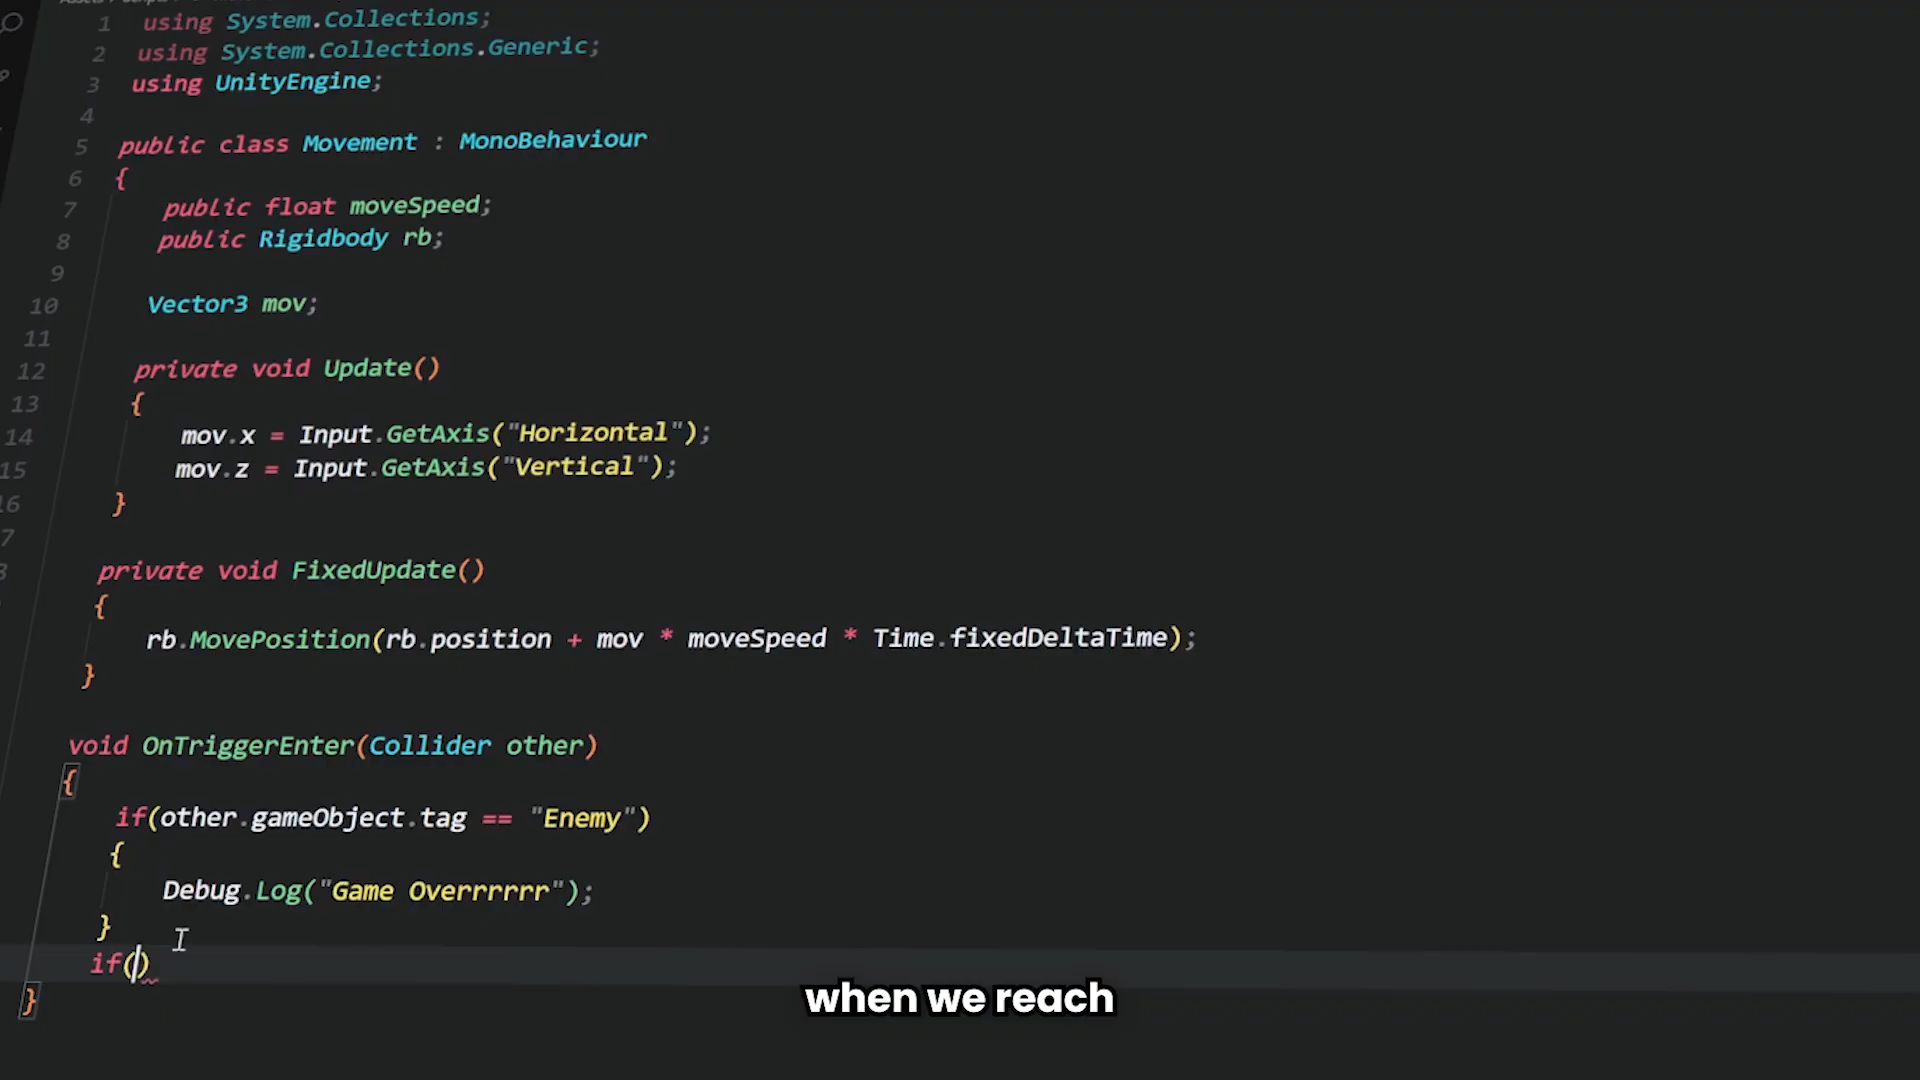 1 using System.Collections;
2 using System.Collections.Generic;
3 using UnityEngine;
4
5 public class Movement : MonoBehaviour
6 {
7 public float moveSpeed;
8 public Rigidbody rb;
9
10 Vector3 mov;
11
12 private void Update()
13 {
14 mov.x = Input.GetAxis("Horizontal");
15 mov.z = Input.GetAxis("Vertical");
16 }
7
private void FixedUpdate()
{
rb.MovePosition(rb.position + mov * moveSpeed * Time.fixedDeltaTime);
}
void OnTriggerEnter(Collider other)
{
if(other.gameObject.tag == "Enemy")
{
Debug.Log("Game Overrrrrr");
}
if()
}
when we reach